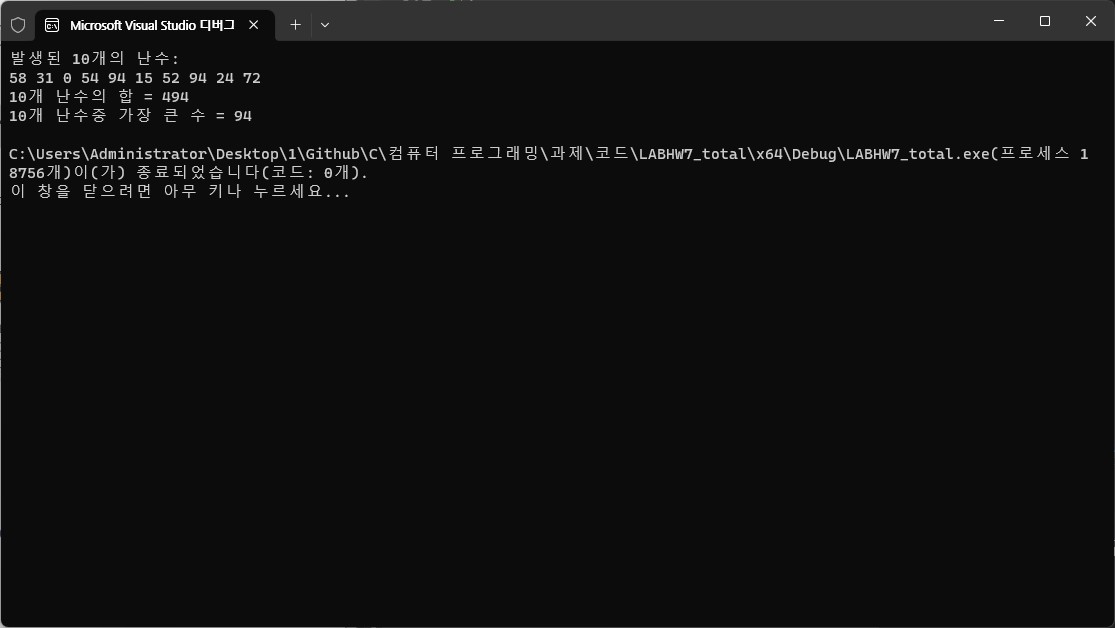 Microsoft Visual Studio 디버그
발생된 10개의 난수:
58 31 0 54 94 15 52 94 24 72
10개 난수의 합 = 494
10개 난수중 가장 큰 수 = 94
C:\Users\Administrator\Desktop\1\Github\C\컴퓨터 프로그래밍\과제\코드\LABHW7_total\x64\Debug\LABHW7_total.exe(프로세스 1
8756개)이(가) 종료되었습니다(코드: 0개).
이 창을 닫으려면 아무 키나 누르세요...